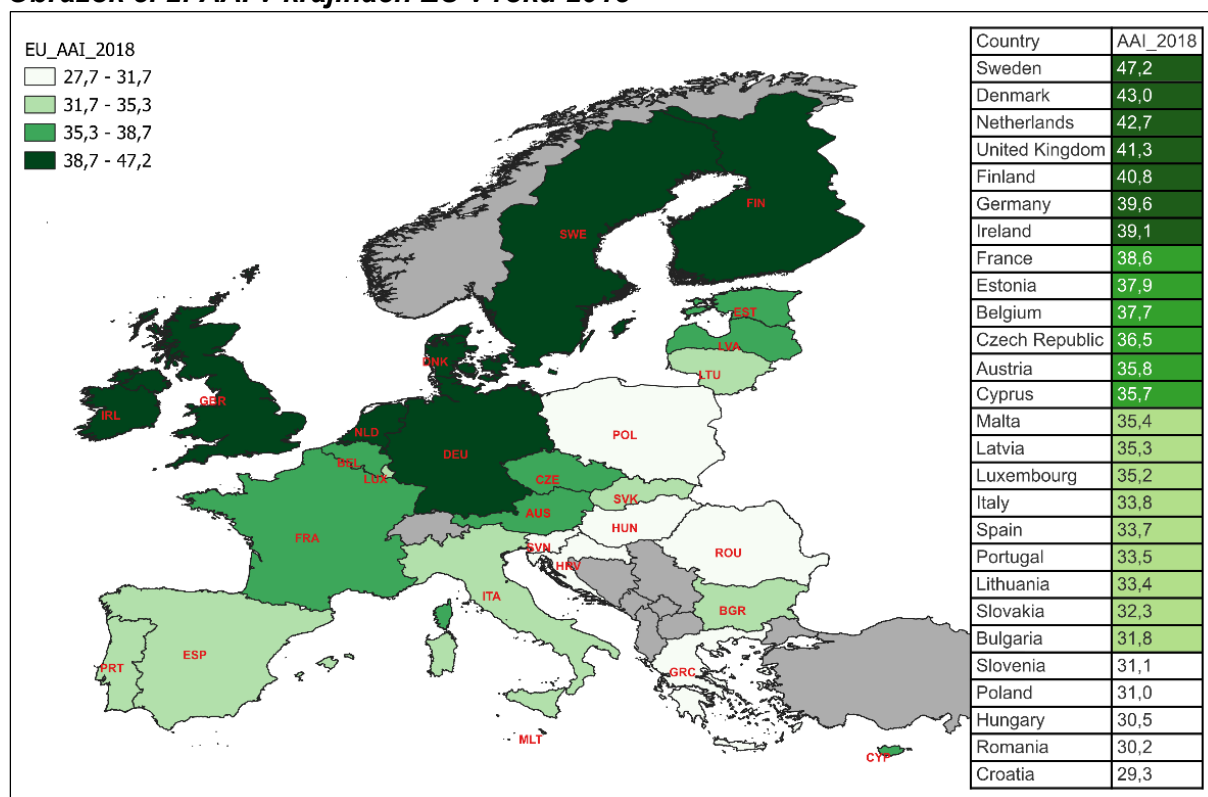 EU_AAI_2018
27,7 - 31,7
31,7 - 35,3
35,3 - 38,7
38,7 - 47,2
Country AAI_2018
Sweden 47,2
Denmark 43,0
Netherlands 42,7
United Kingdom 41,3
Finland 40,8
Germany 39,6
Ireland 39,1
France 38,6
Estonia 37,9
Belgium 37,7
Czech Republic 36,5
Austria 35,8
Cyprus 35,7
Malta 35,4
Latvia 35,3
Luxembourg 35,2
Italy 33,8
Spain 33,7
Portugal 33,5
Lithuania 33,4
Slovakia 32,3
Bulgaria 31,8
Slovenia 31,1
Poland 31,0
Hungary 30,5
Romania 30,2
Croatia 29,3
FIN
SWE
EST
LVA
LTU
DNK
IRL
GBR
NLD
POL
BEL
DEU
LUX
CZE
SVK
AUS
HUN
FRA
SVN
HRV
ROU
ITA
BGR
PRT
ESP
GRC
MLT
CYP